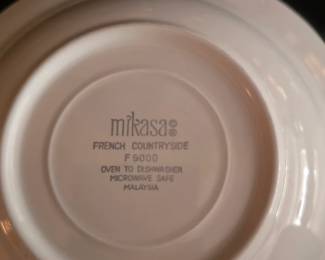 mikasa®©
FRENCH COUNTRYSIDE
F 9000
OVEN TO DISHWASHER
MICROWAVE SAFE
MALAYSIA